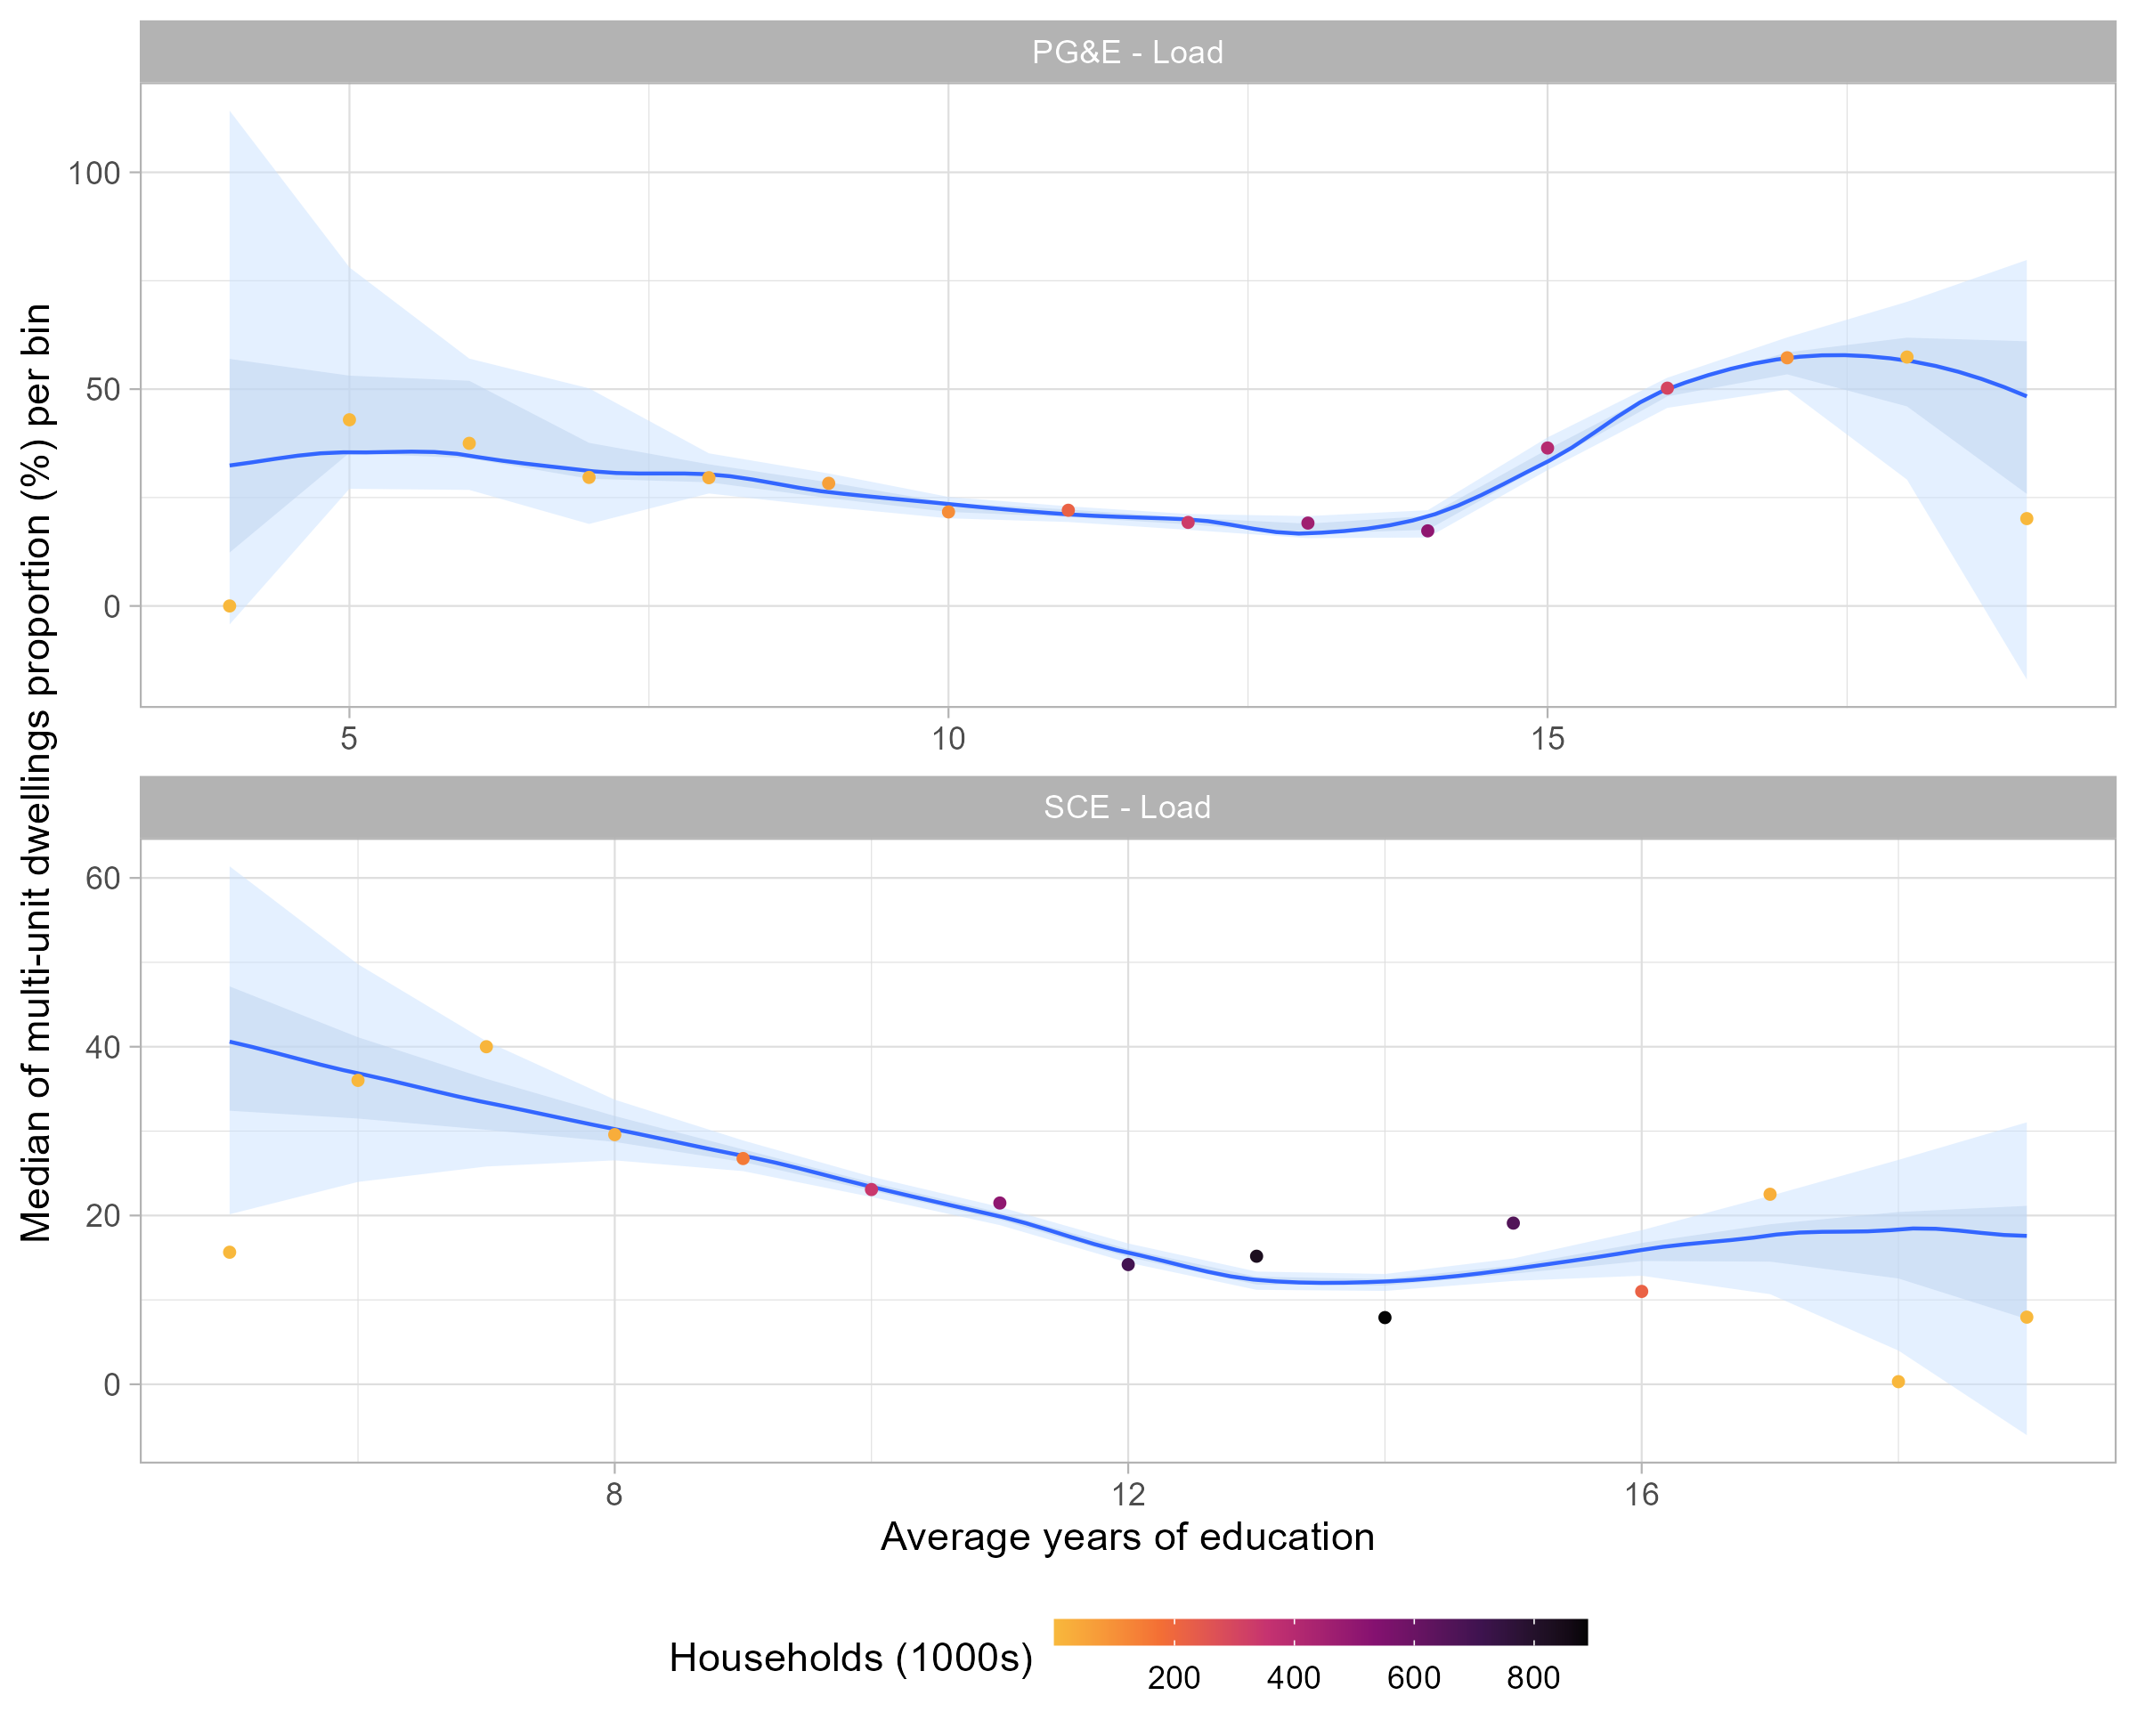 PG&E - Load
100
50
0
5 10 15
Median of multi-unit dwellings proportion (%) per bin
SCE - Load
60
40
20
0
8 12 16
Average years of education
Households (1000s)
200 400 600 800